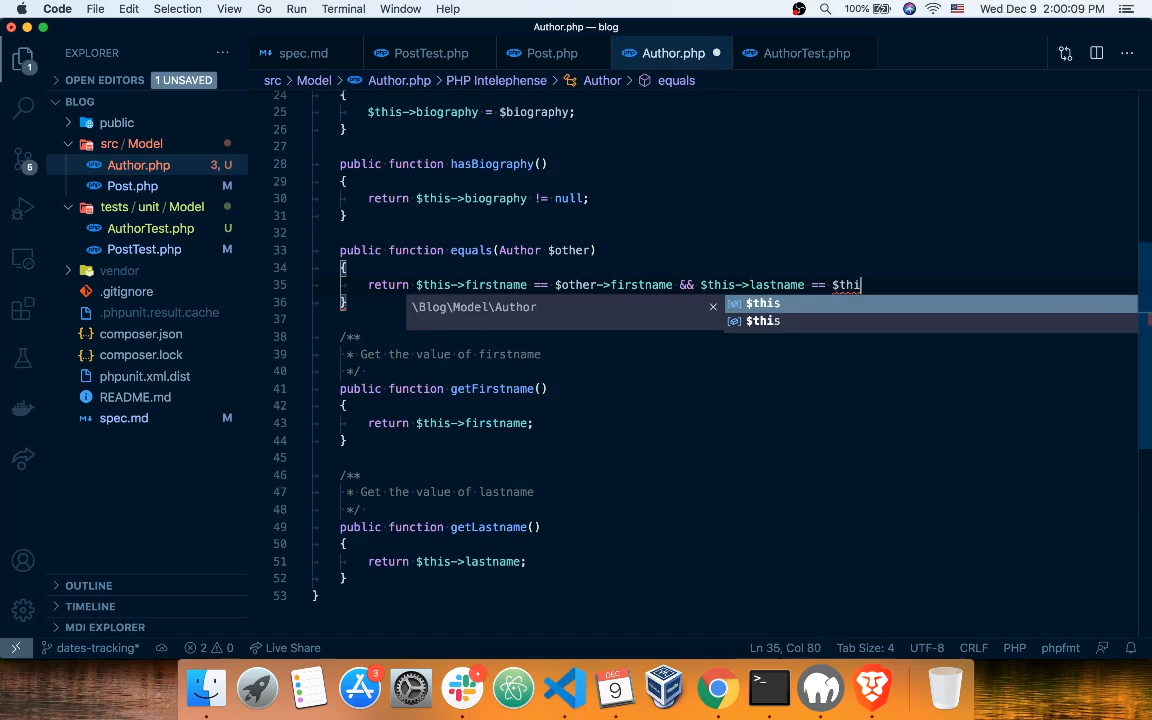 Code File Edit Selection View Go Run Terminal Window Help 100% Wed Dec 9 2:00:09 PM
Author.php — blog
EXPLORER ··· spec.md PostTest.php Post.php Author.php AuthorTest.php ···
OPEN EDITORS 1 UNSAVED src > Model > Author.php > PHP Intelephense > Author > equals
BLOG
public
src / Model
Author.php 3, U
Post.php M
tests / unit / Model
AuthorTest.php U
PostTest.php M
vendor
.gitignore
.phpunit.result.cache
composer.json
composer.lock
phpunit.xml.dist
README.md
spec.md M
OUTLINE
TIMELINE
MDI EXPLORER
1
6
24 {
25 $this->biography = $biography;
26 }
27
28 public function hasBiography()
29 {
30 return $this->biography != null;
31 }
32
33 public function equals(Author $other)
34 {
35 return $this->firstname == $other->firstname && $this->lastname == $thi
36 }
\Blog\Model\Author × $this
$this
37
38 /**
39 * Get the value of firstname
40 */
41 public function getFirstname()
42 {
43 return $this->firstname;
44 }
45
46 /**
47 * Get the value of lastname
48 */
49 public function getLastname()
50 {
51 return $this->lastname;
52 }
53 }
dates-tracking* 2 0 Live Share Ln 35, Col 80 Tab Size: 4 UTF-8 CRLF PHP phpfmt
3
DEC
9